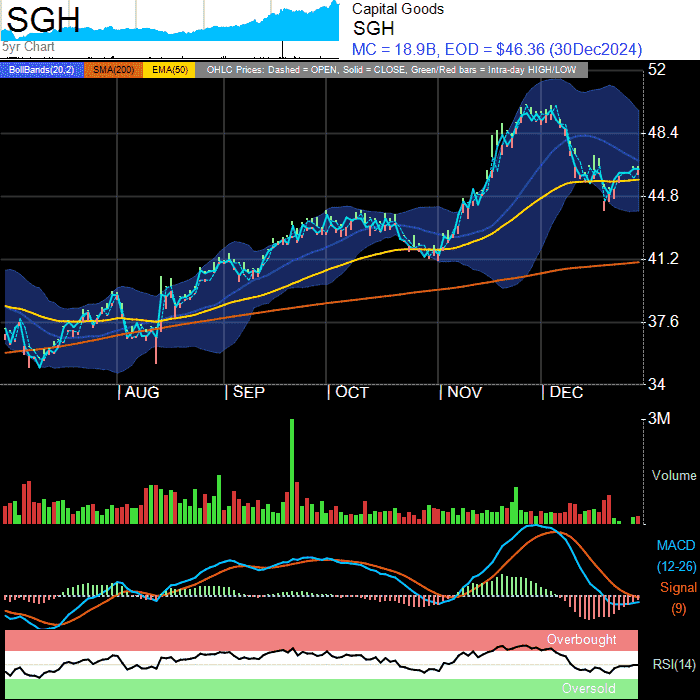 SGH
5yr Chart
Capital Goods
SGH
MC = 18.9B, EOD = $46.36 (30Dec2024)
BollBands(20,2) SMA(200) EMA(50) OHLC Prices: Dashed = OPEN, Solid = CLOSE, Green/Red bars = Intra-day HIGH/LOW
52
48.4
44.8
41.2
37.6
34
AUG SEP OCT NOV DEC
3M
Volume
MACD
(12-26)
Signal
(9)
Overbought
RSI(14)
Oversold